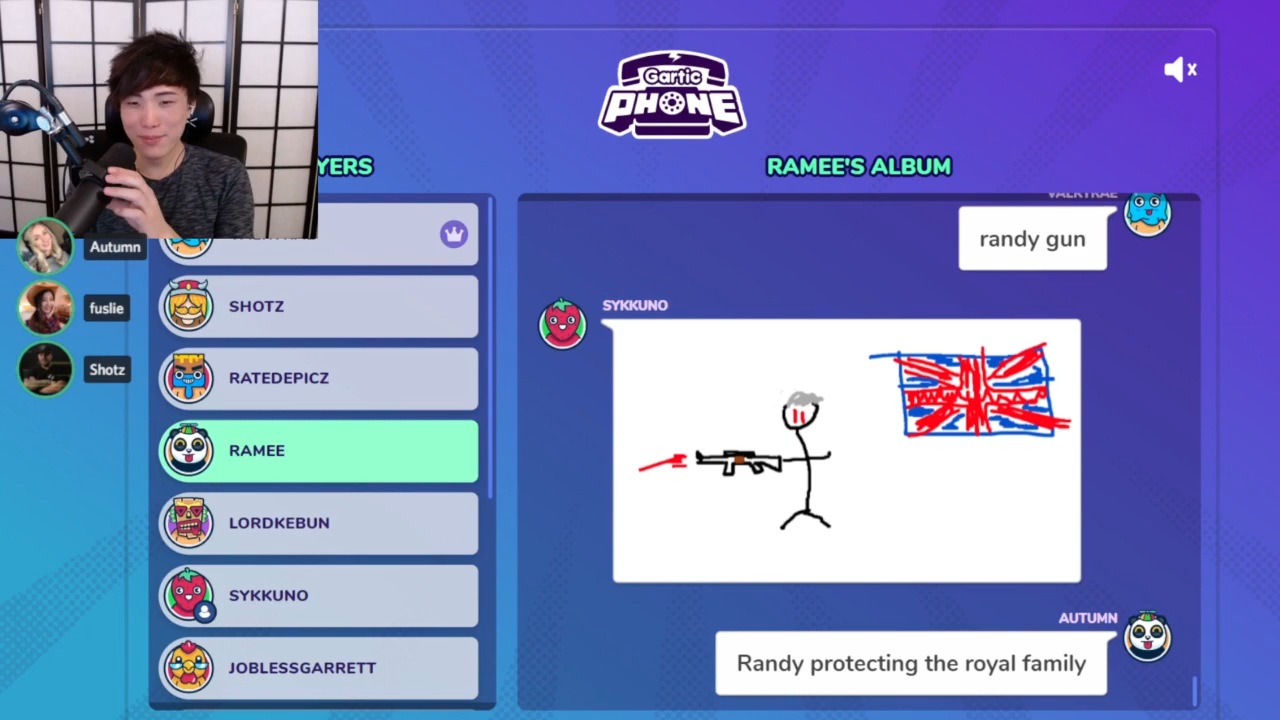 Gartic
PHONE
YERS
RAMEE'S ALBUM
VALKYRAE
randy gun
Autumn
fuslie
Shotz
SHOTZ
RATEDEPICZ
RAMEE
LORDKEBUN
SYKKUNO
JOBLESSGARRETT
SYKKUNO
AUTUMN
Randy protecting the royal family